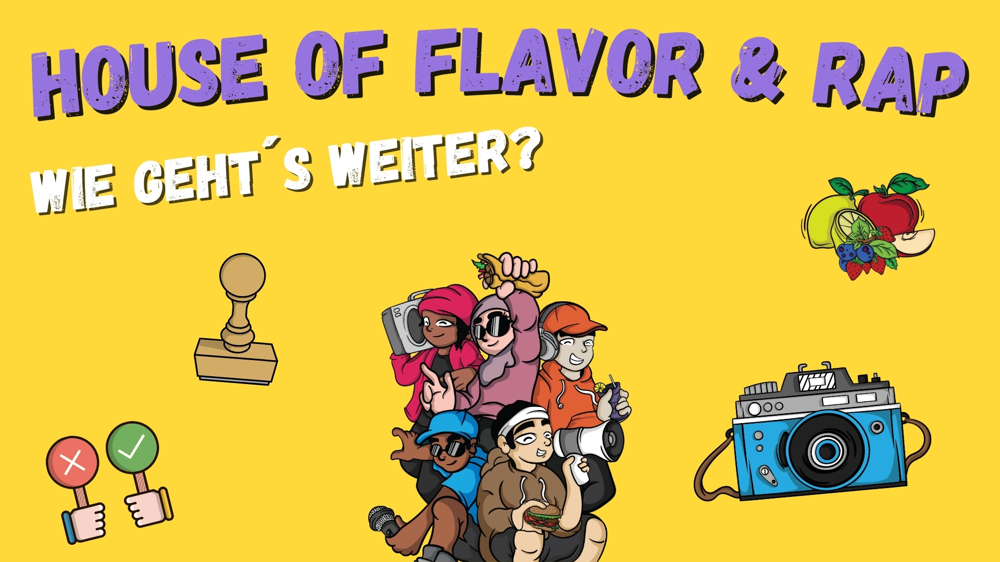 HOUSE OF FLAVOR & RAP
WIE GEHT´S WEITER?